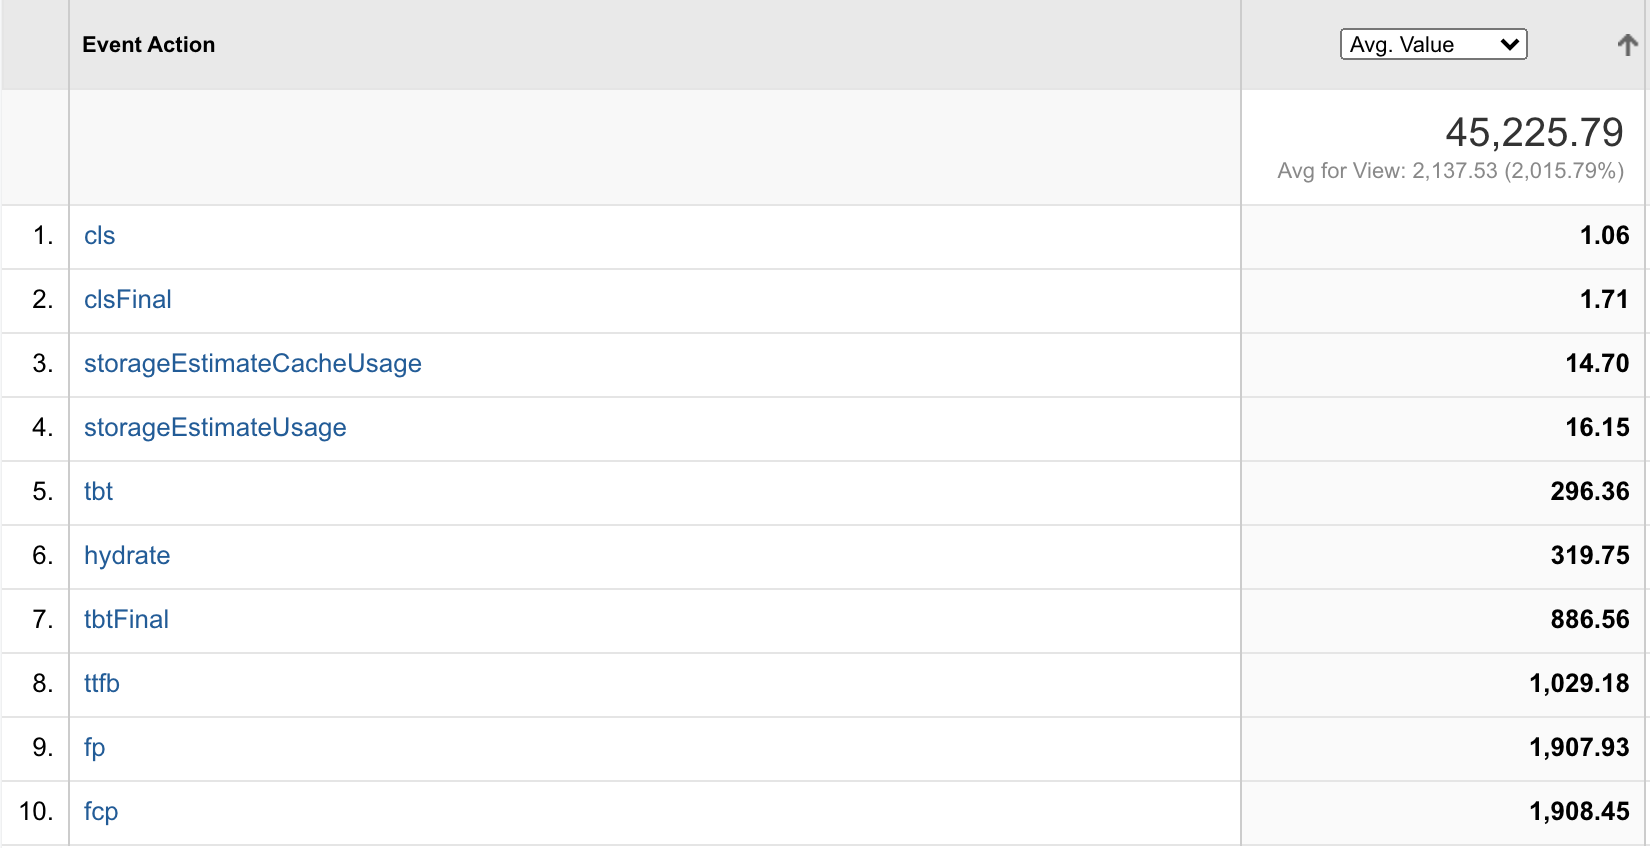 Event Action Avg. Value
45,225.79
Avg for View: 2,137.53 (2,015.79%)
1. cls 1.06
2. clsFinal 1.71
3. storageEstimateCacheUsage 14.70
4. storageEstimateUsage 16.15
5. tbt 296.36
6. hydrate 319.75
7. tbtFinal 886.56
8. ttfb 1,029.18
9. fp 1,907.93
10. fcp 1,908.45